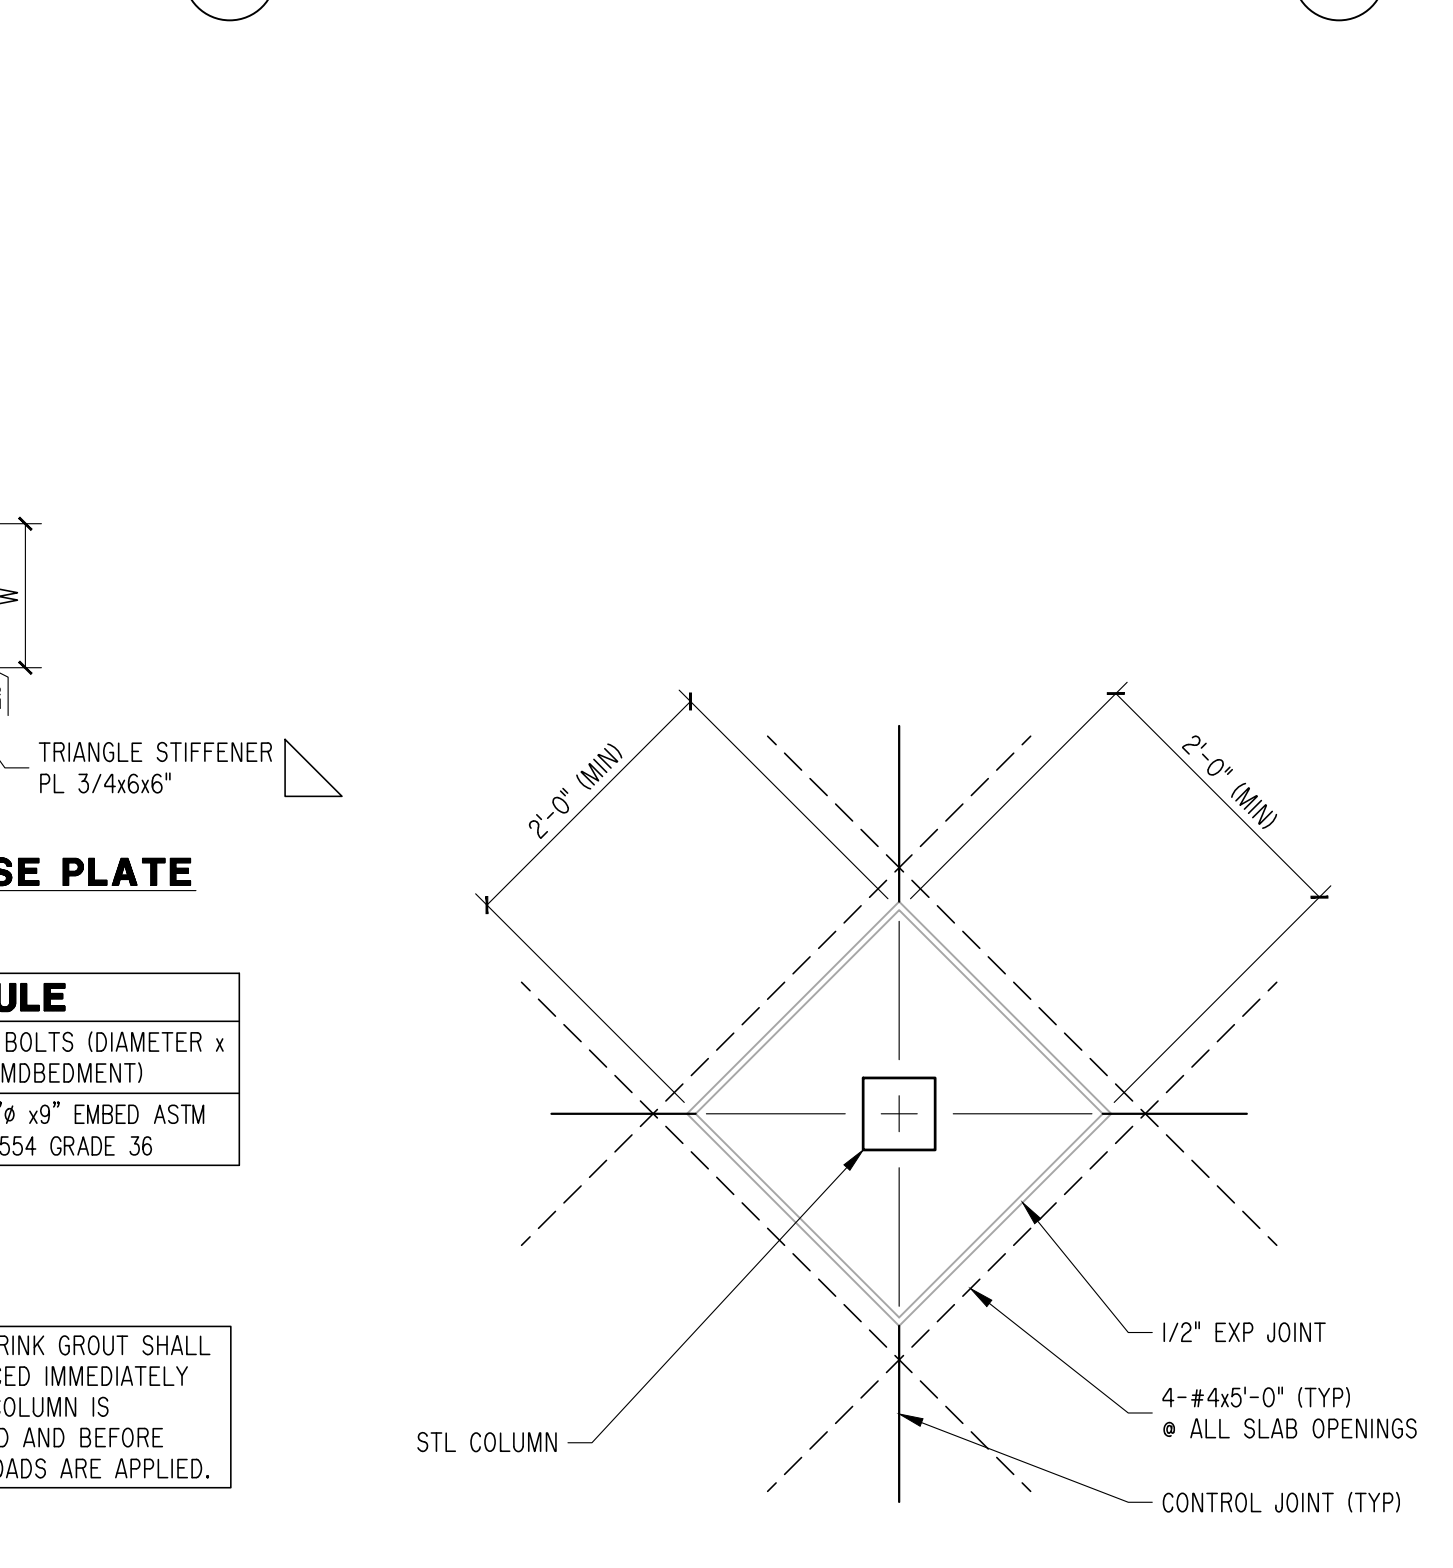 W
TRIANGLE STIFFENER
PL 3/4x6x6"
SE PLATE
ULE
BOLTS (DIAMETER x
MDBEDMENT)
"ø x9” EMBED ASTM
554 GRADE 36
RINK GROUT SHALL
CED IMMEDIATELY
COLUMN IS
D AND BEFORE
OADS ARE APPLIED.
2'-0" (MIN)
2'-0" (MIN)
STL COLUMN
1/2" EXP JOINT
4-#4x5'-0" (TYP)
@ ALL SLAB OPENINGS
CONTROL JOINT (TYP)